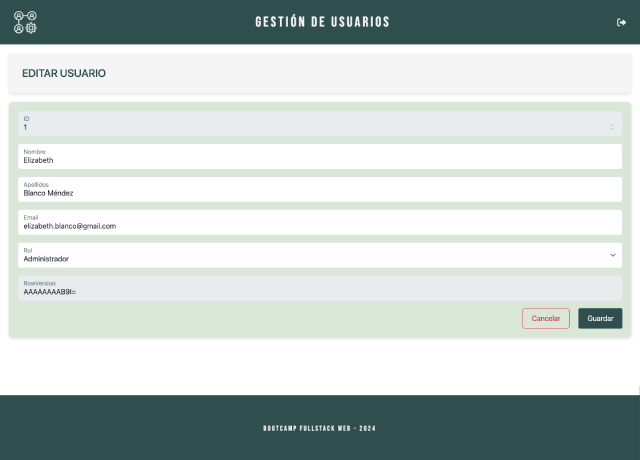 GESTIÓN DE USUARIOS
EDITAR USUARIO
ID
1
Nombre
Elizabeth
Apellidos
Blanco Méndez
Email
elizabeth.blanco@gmail.com
Rol
Administrador
RowVersion
AAAAAAAAB9I=
Cancelar
Guardar
BOOTCAMP FULLSTACK WEB - 2024